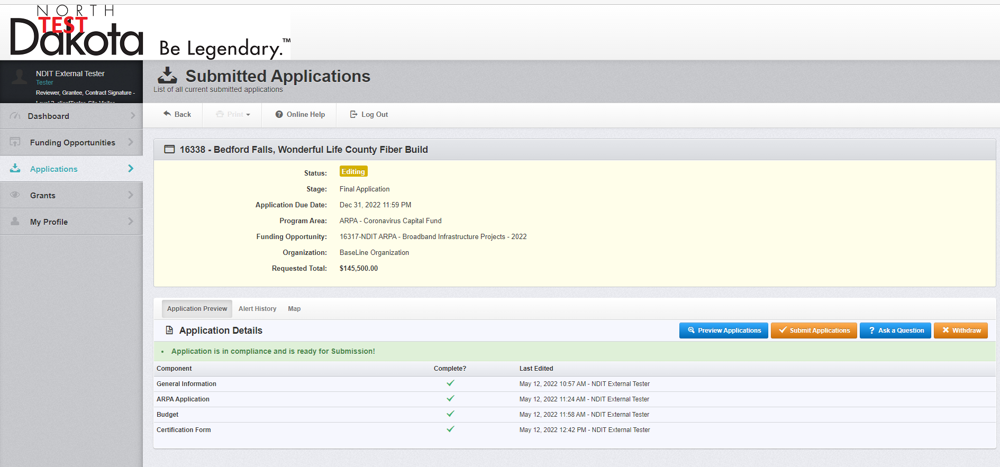 NORTH
TEST
Dakota Be Legendary.™
NDIT External Tester
Tester
Reviewer, Grantee, Contract Signature -
Submitted Applications
List of all current submitted applications
Dashboard
Funding Opportunities
Applications
Grants
My Profile
Back Print Online Help Log Out
16338 - Bedford Falls, Wonderful Life County Fiber Build
Status: Editing
Stage: Final Application
Application Due Date: Dec 31, 2022 11:59 PM
Program Area: ARPA - Coronavirus Capital Fund
Funding Opportunity: 16317-NDIT ARPA - Broadband Infrastructure Projects - 2022
Organization: BaseLine Organization
Requested Total: $145,500.00
Application Preview Alert History Map
Application Details Preview Applications Submit Applications ? Ask a Question Withdraw
• Application is in compliance and is ready for Submission!
Component Complete? Last Edited
General Information ✓ May 12, 2022 10:57 AM - NDIT External Tester
ARPA Application ✓ May 12, 2022 11:24 AM - NDIT External Tester
Budget ✓ May 12, 2022 11:58 AM - NDIT External Tester
Certification Form ✓ May 12, 2022 12:42 PM - NDIT External Tester